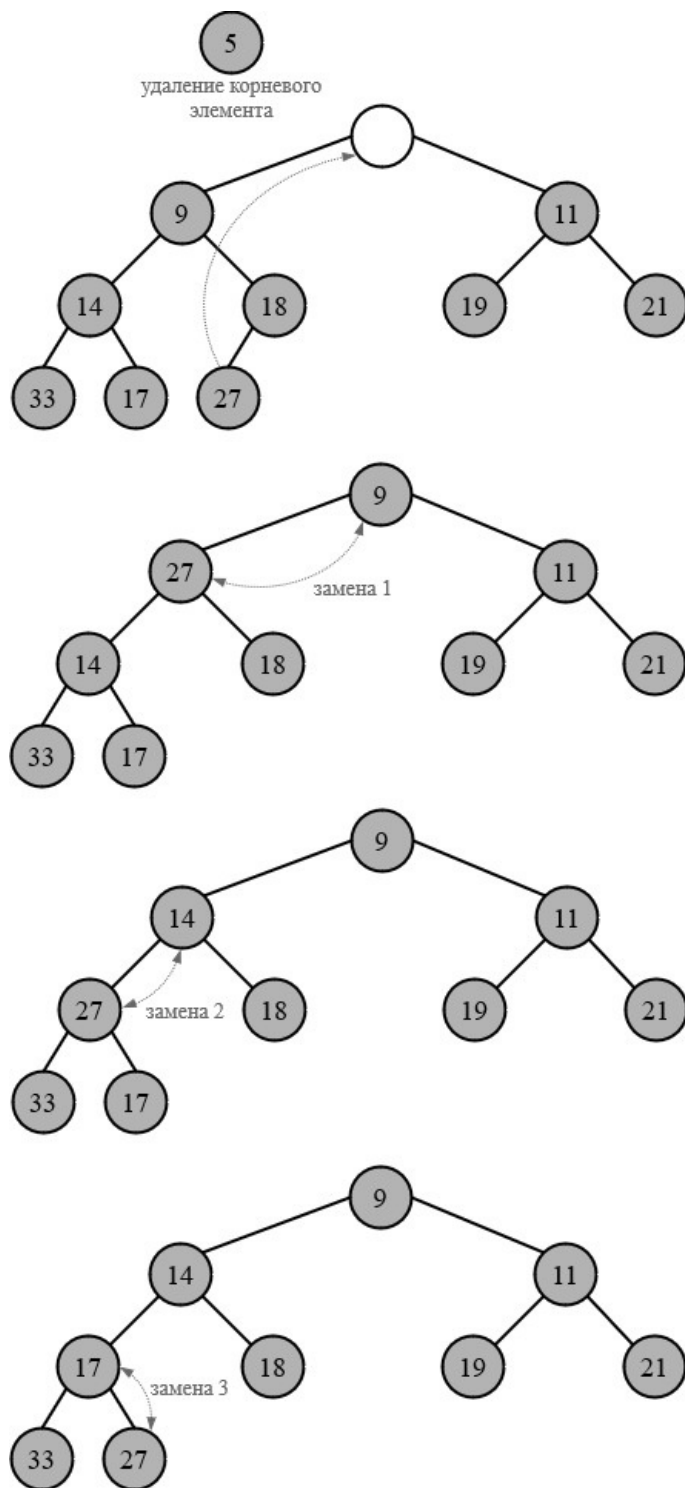 5
удаление корневого
элемента
9 11
14 18 19 21
33 17 27
9
27 11
замена 1
14 18 19 21
33 17
9
14 11
27 18 19 21
замена 2
33 17
9
14 11
17 18 19 21
замена 3
33 27